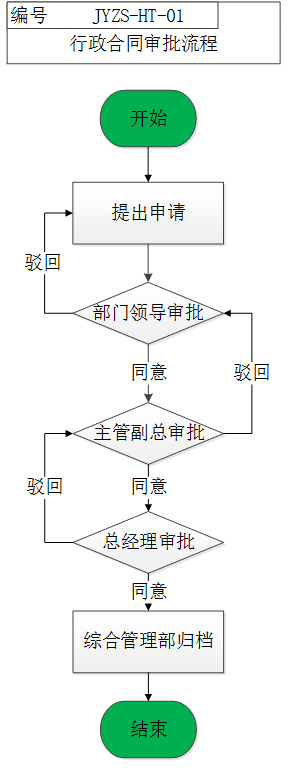 编号 JYZS-HT-01
行政合同审批流程
开始
提出申请
驳回
部门领导审批
同意
驳回
主管副总审批
驳回
同意
总经理审批
同意
综合管理部归档
结束